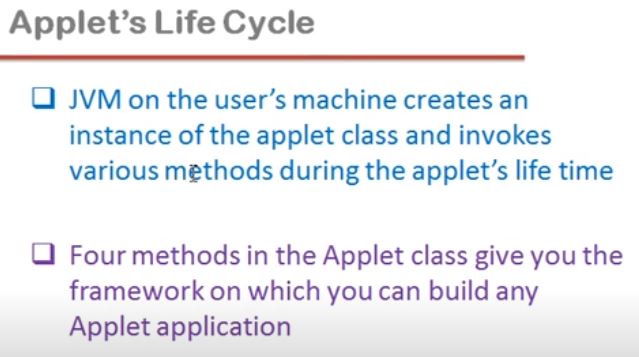 Applet's Life Cycle
JVM on the user's machine creates an
instance of the applet class and invokes
various methods during the applet's life time
Four methods in the Applet class give you the
framework on which you can build any
Applet application